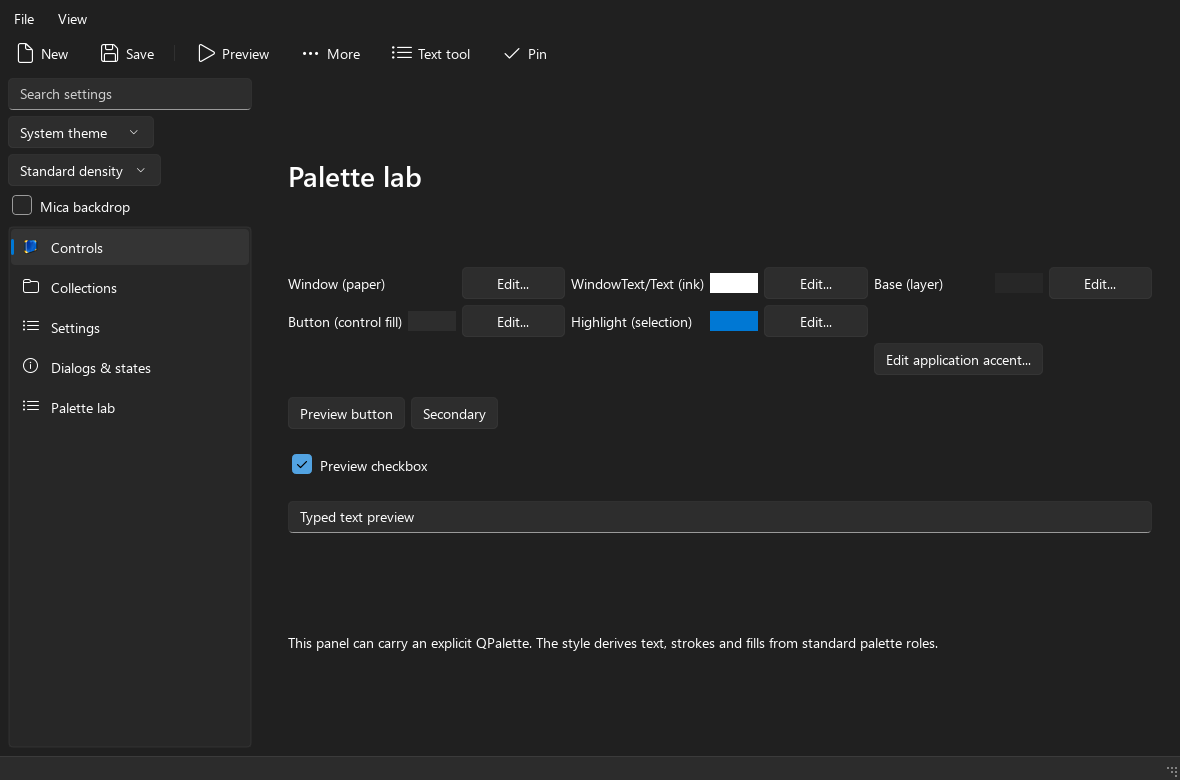 File View
New Save Preview More Text tool Pin
Search settings
System theme
Standard density
Mica backdrop
Controls
Collections
Settings
Dialogs & states
Palette lab
Palette lab
Window (paper) Edit... WindowText/Text (ink) Edit... Base (layer) Edit...
Button (control fill) Edit... Highlight (selection) Edit...
Edit application accent...
Preview button Secondary
Preview checkbox
Typed text preview
This panel can carry an explicit QPalette. The style derives text, strokes and fills from standard palette roles.